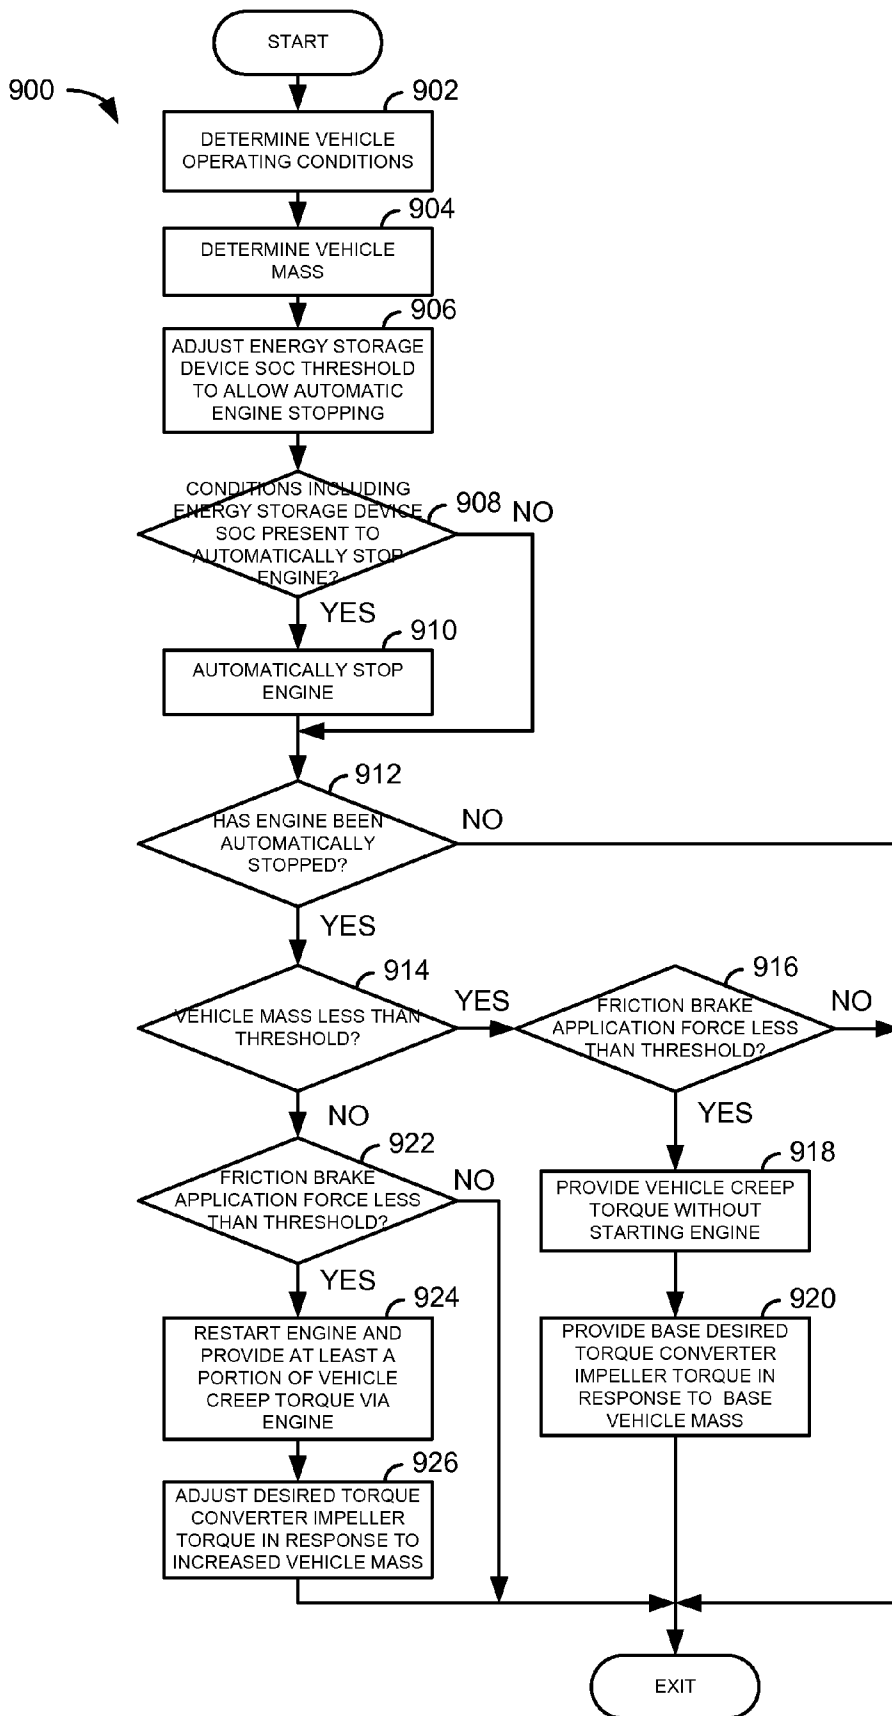 START
900
902
DETERMINE VEHICLE
OPERATING CONDITIONS
904
DETERMINE VEHICLE
MASS
906
ADJUST ENERGY STORAGE
DEVICE SOC THRESHOLD
TO ALLOW AUTOMATIC
ENGINE STOPPING
CONDITIONS INCLUDING
ENERGY STORAGE DEVICE
SOC PRESENT TO
AUTOMATICALLY STOP
ENGINE?
908
NO
YES
910
AUTOMATICALLY STOP
ENGINE
912
HAS ENGINE BEEN
AUTOMATICALLY
STOPPED?
NO
YES
914
VEHICLE MASS LESS THAN
THRESHOLD?
YES
916
FRICTION BRAKE
APPLICATION FORCE LESS
THAN THRESHOLD?
NO
NO
YES
922
FRICTION BRAKE
APPLICATION FORCE LESS
THAN THRESHOLD?
NO
918
PROVIDE VEHICLE CREEP
TORQUE WITHOUT
STARTING ENGINE
YES
924
RESTART ENGINE AND
PROVIDE AT LEAST A
PORTION OF VEHICLE
CREEP TORQUE VIA
ENGINE
920
PROVIDE BASE DESIRED
TORQUE CONVERTER
IMPELLER TORQUE IN
RESPONSE TO BASE
VEHICLE MASS
926
ADJUST DESIRED TORQUE
CONVERTER IMPELLER
TORQUE IN RESPONSE TO
INCREASED VEHICLE MASS
EXIT